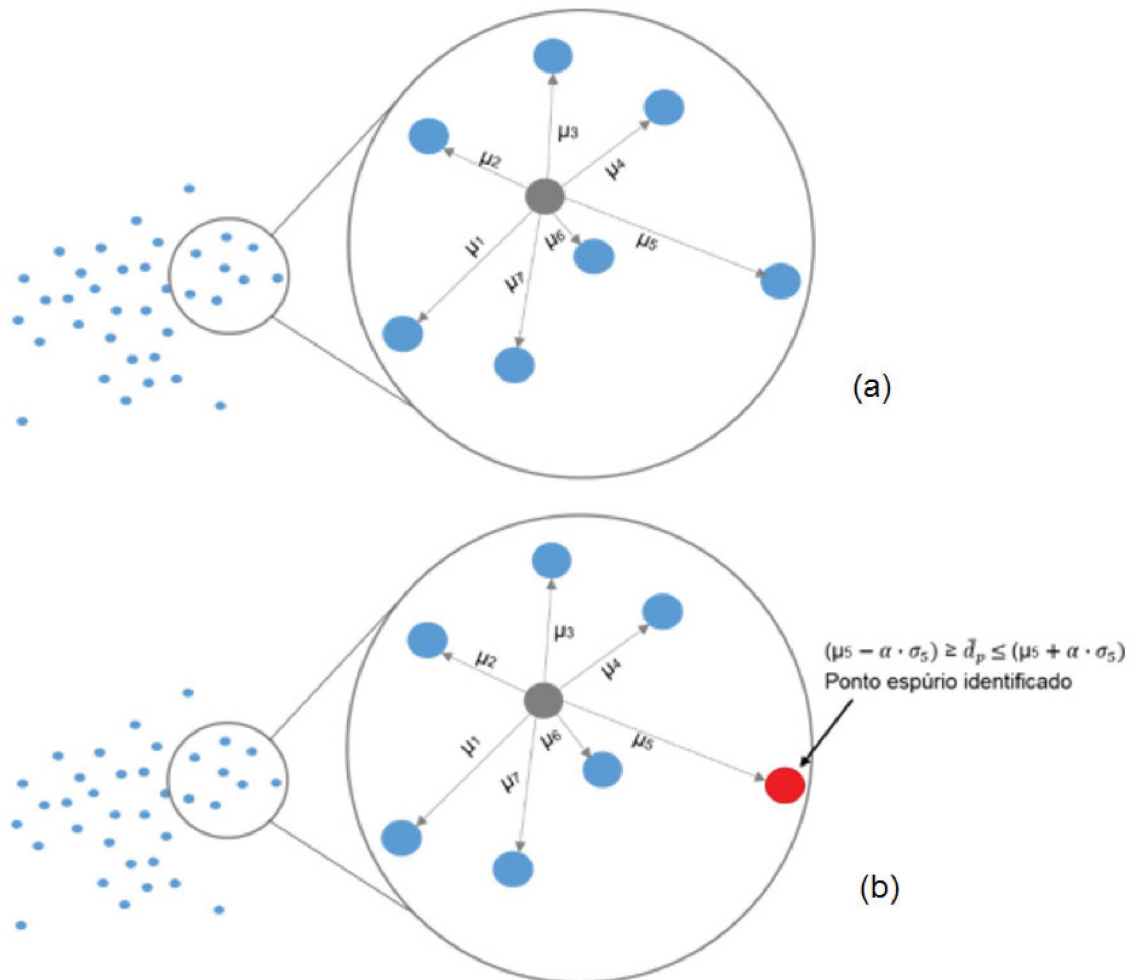 μ3
μ4
μ2
μ6
μ5
μ1
μ7
(a)
μ3
μ4
μ2
(μ5 − α · σ₅) ≥ d̄ₚ ≤ (μ5 + α · σ₅)
Ponto espúrio identificado
μ6
μ5
μ1
μ7
(b)